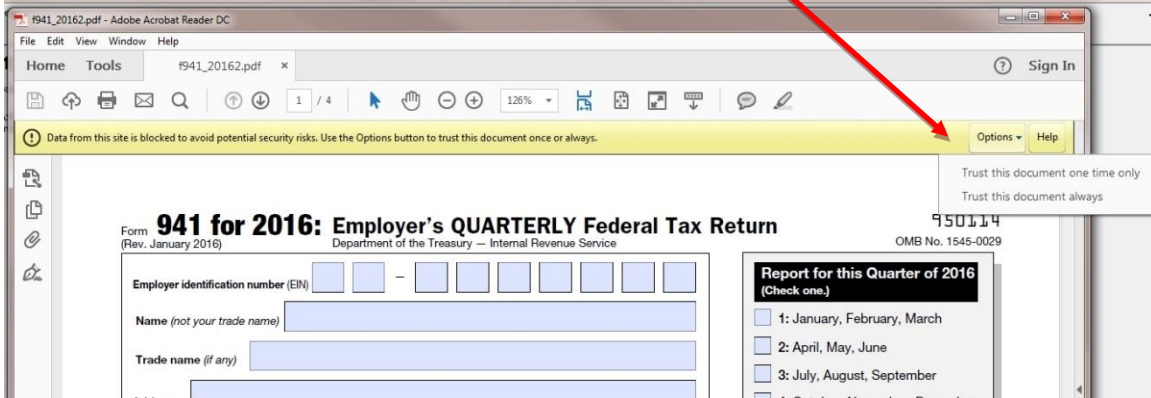 f941_20162.pdf - Adobe Acrobat Reader DC
File Edit View Window Help
Home Tools f941_20162.pdf × ? Sign In
1 / 4 126%
Data from this site is blocked to avoid potential security risks. Use the Options button to trust this document once or always. Options Help
Trust this document one time only
Trust this document always
Form 941 for 2016: Employer's QUARTERLY Federal Tax Return
950114
(Rev. January 2016) Department of the Treasury — Internal Revenue Service OMB No. 1545-0029
Employer identification number (EIN) –
Name (not your trade name)
Trade name (if any)
Report for this Quarter of 2016
(Check one.)
1: January, February, March
2: April, May, June
3: July, August, September